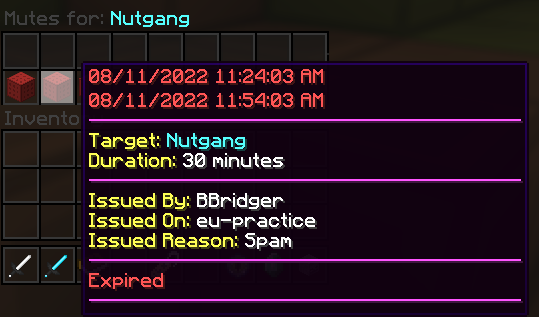 Mutes for: Nutgang
08/11/2022 11:24:03 AM
08/11/2022 11:54:03 AM
Target: Nutgang
Duration: 30 minutes
Invento
Issued By: BBridger
Issued On: eu-practice
Issued Reason: Spam
Expired